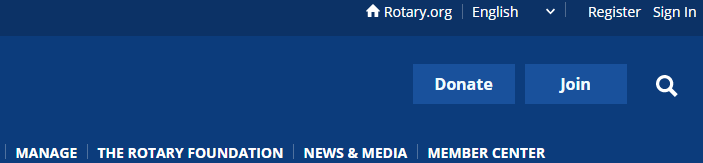 Rotary.org English Register Sign In
Donate Join
MANAGE THE ROTARY FOUNDATION NEWS & MEDIA MEMBER CENTER